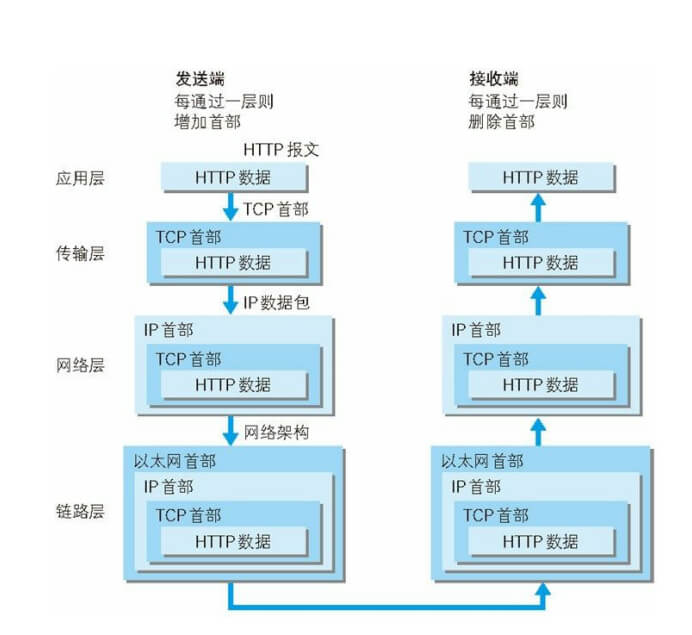 发送端
每通过一层则
增加首部
接收端
每通过一层则
删除首部
HTTP 报文
应用层
HTTP 数据
HTTP 数据
TCP 首部
传输层
TCP 首部
HTTP 数据
TCP 首部
HTTP 数据
IP 数据包
网络层
IP 首部
TCP 首部
HTTP 数据
IP 首部
TCP 首部
HTTP 数据
网络架构
链路层
以太网首部
IP 首部
TCP 首部
HTTP 数据
以太网首部
IP 首部
TCP 首部
HTTP 数据